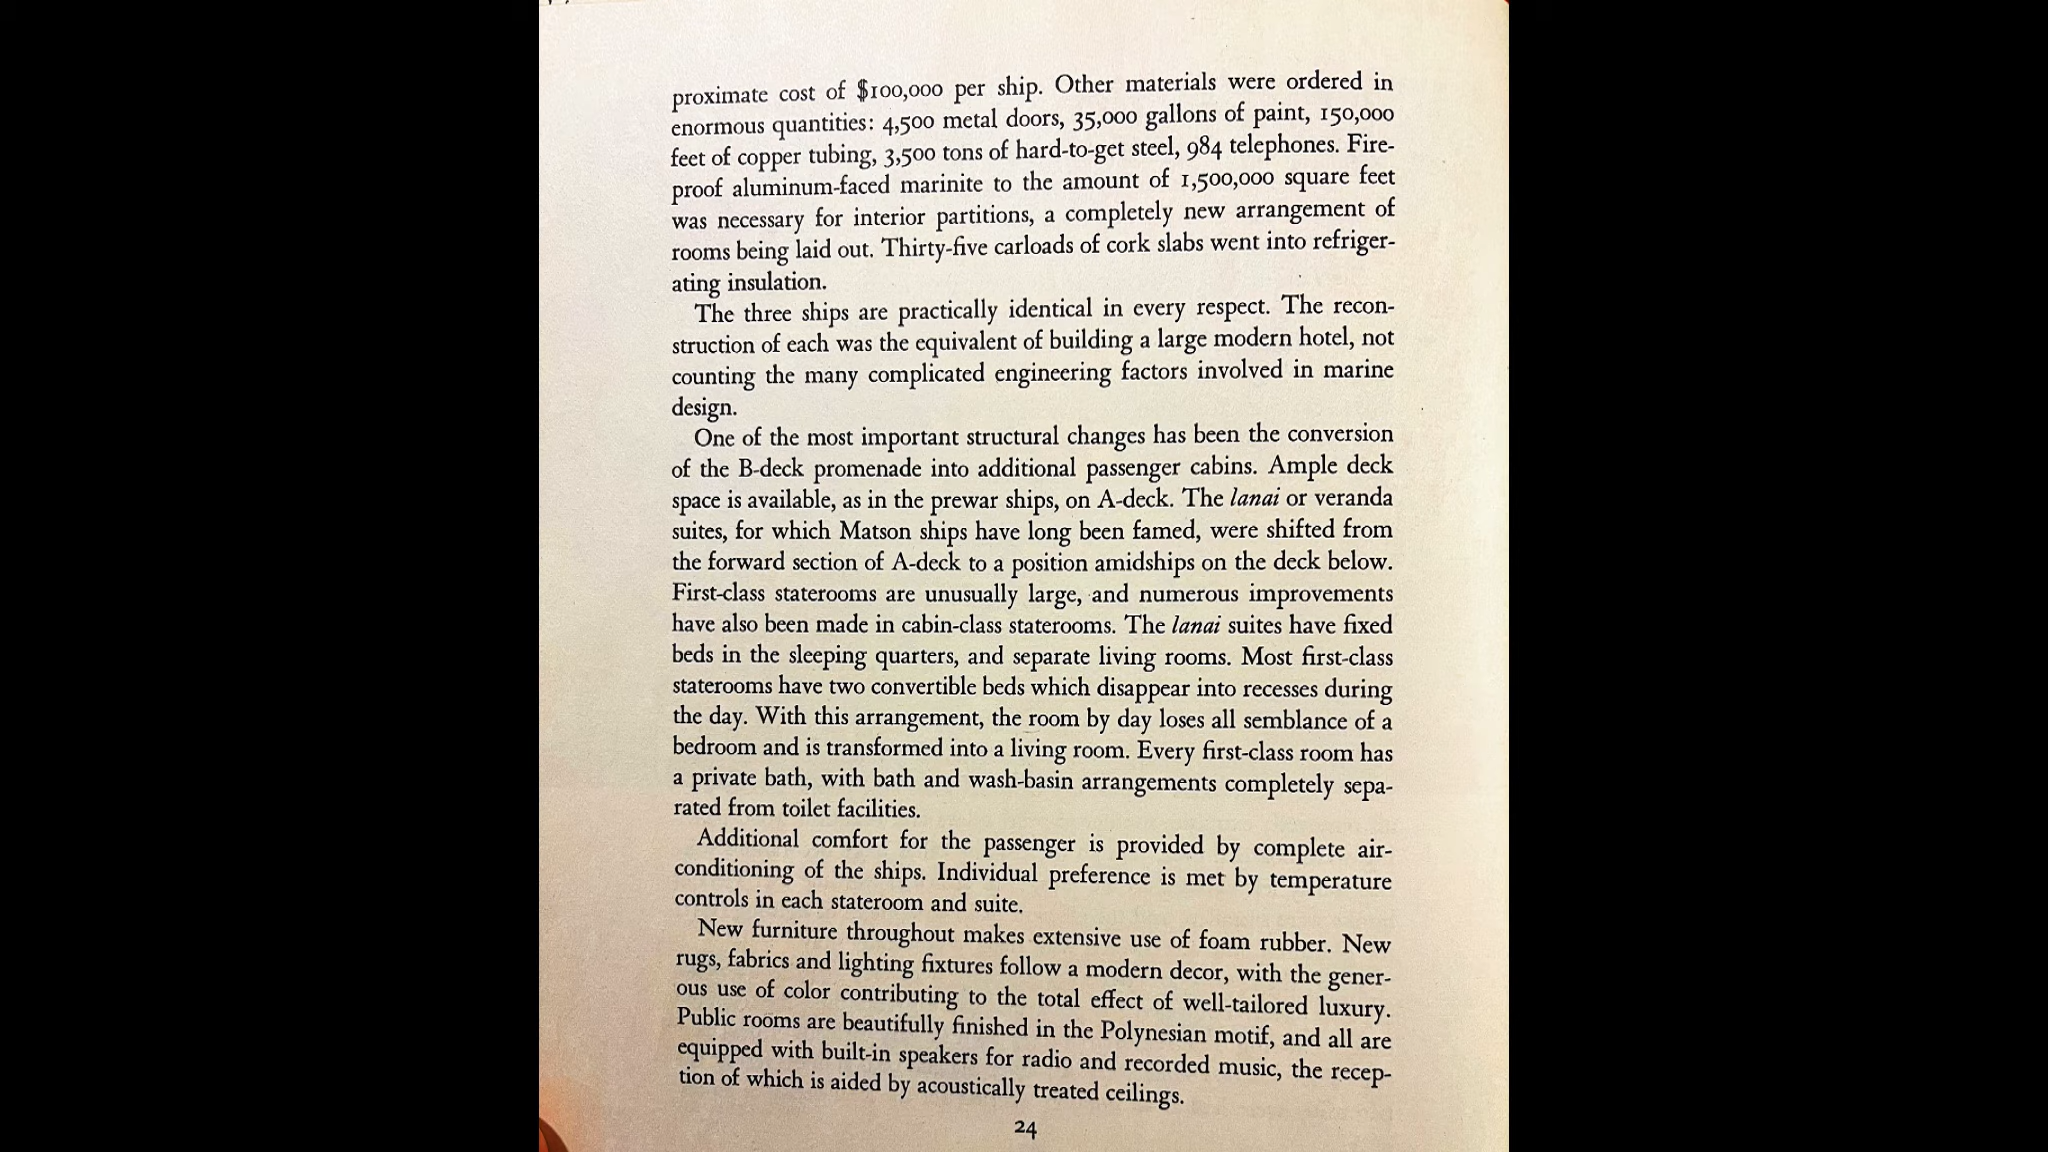 proximate cost of $100,000 per ship. Other materials were ordered in
enormous quantities: 4,500 metal doors, 35,000 gallons of paint, 150,000
feet of copper tubing, 3,500 tons of hard-to-get steel, 984 telephones. Fire-
proof aluminum-faced marinite to the amount of 1,500,000 square feet
was necessary for interior partitions, a completely new arrangement of
rooms being laid out. Thirty-five carloads of cork slabs went into refriger-
ating insulation.
The three ships are practically identical in every respect. The recon-
struction of each was the equivalent of building a large modern hotel, not
counting the many complicated engineering factors involved in marine
design.
One of the most important structural changes has been the conversion
of the B-deck promenade into additional passenger cabins. Ample deck
space is available, as in the prewar ships, on A-deck. The lanai or veranda
suites, for which Matson ships have long been famed, were shifted from
the forward section of A-deck to a position amidships on the deck below.
First-class staterooms are unusually large, and numerous improvements
have also been made in cabin-class staterooms. The lanai suites have fixed
beds in the sleeping quarters, and separate living rooms. Most first-class
staterooms have two convertible beds which disappear into recesses during
the day. With this arrangement, the room by day loses all semblance of a
bedroom and is transformed into a living room. Every first-class room has
a private bath, with bath and wash-basin arrangements completely sepa-
rated from toilet facilities.
Additional comfort for the passenger is provided by complete air-
conditioning of the ships. Individual preference is met by temperature
controls in each stateroom and suite.
New furniture throughout makes extensive use of foam rubber. New
rugs, fabrics and lighting fixtures follow a modern decor, with the gener-
ous use of color contributing to the total effect of well-tailored luxury.
Public rooms are beautifully finished in the Polynesian motif, and all are
equipped with built-in speakers for radio and recorded music, the recep-
tion of which is aided by acoustically treated ceilings.
24